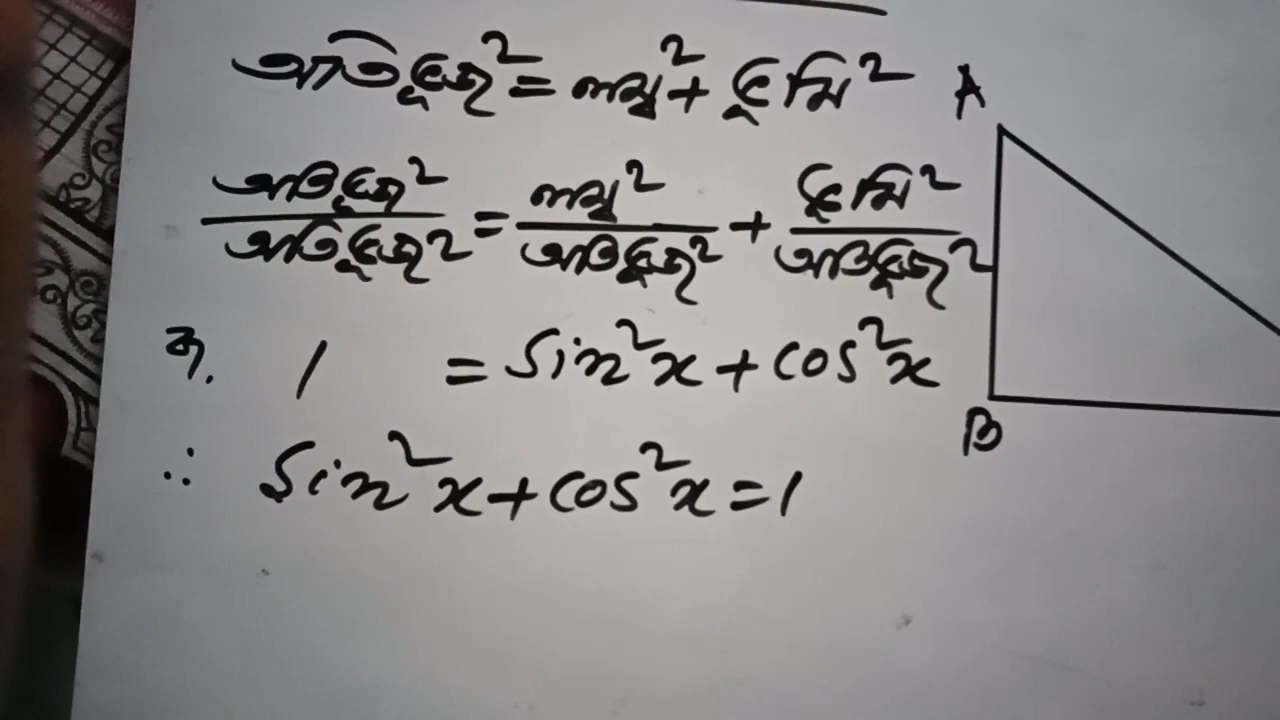 অতিভূজ² = লম্ব² + ভূমি²
অতিভূজ²/অতিভূজ² = লম্ব²/অতিভূজ² + ভূমি²/অতিভূজ²
বা, 1 = Sin²x + cos²x
∴ Sin²x + cos²x = 1
A
B